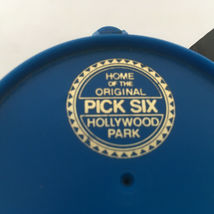 HOME
OF THE
ORIGINAL
PICK SIX
HOLLYWOOD
PARK